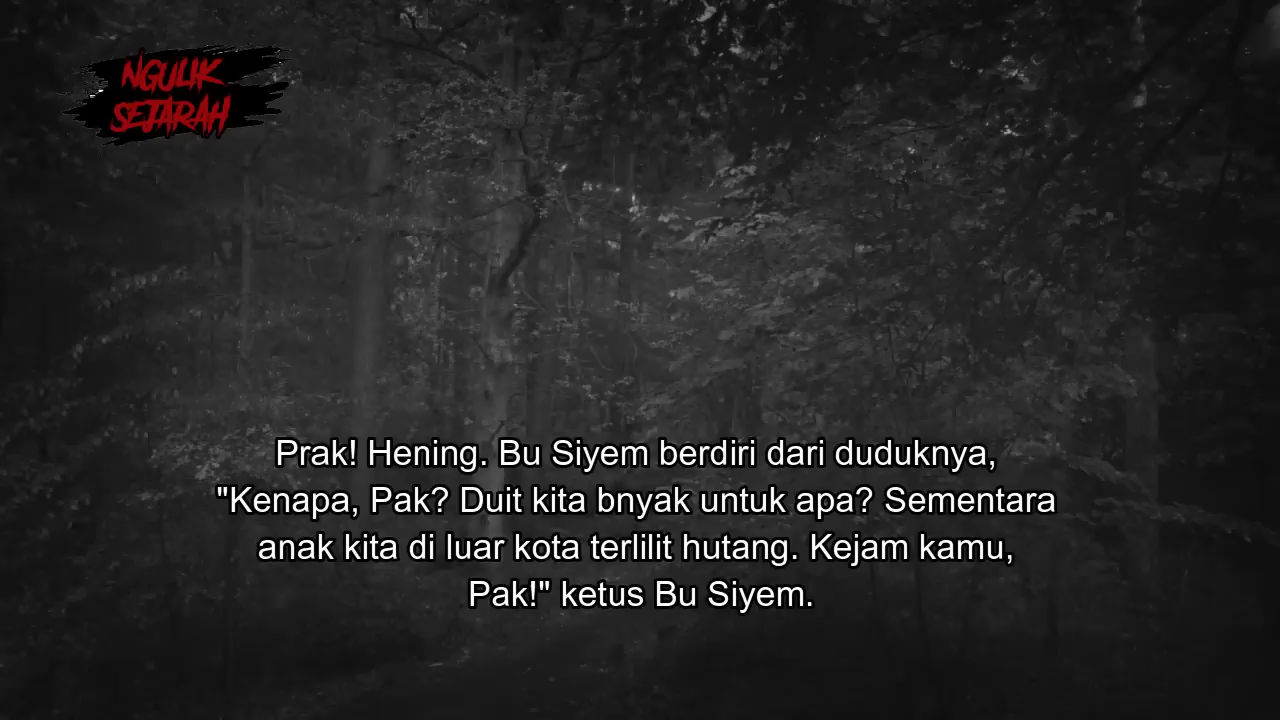 NGULIK
SEJARAH
Prak! Hening. Bu Siyem berdiri dari duduknya,
"Kenapa, Pak? Duit kita bnyak untuk apa? Sementara
anak kita di luar kota terlilit hutang. Kejam kamu,
Pak!" ketus Bu Siyem.